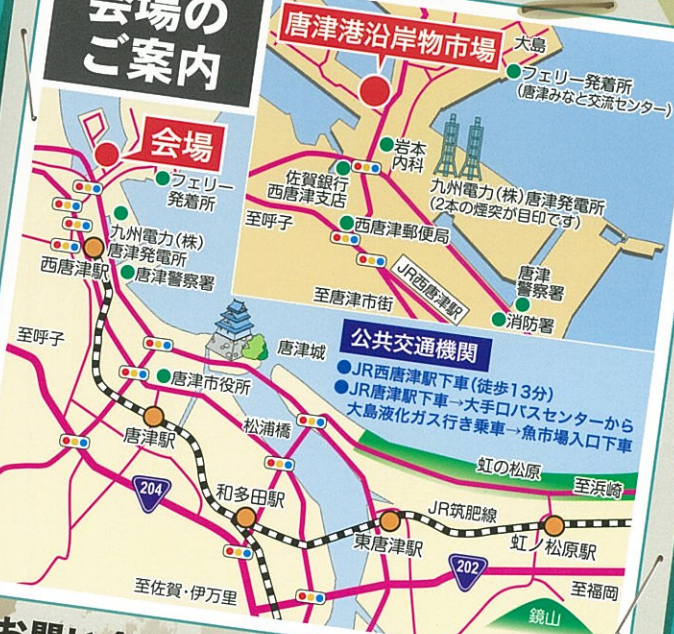 会場の
ご案内
唐津港沿岸物市場
大島
フェリー発着所
(唐津みなと交流センター)
岩本
内科
佐賀銀行
西唐津支店
九州電力(株)唐津発電所
(2本の煙突が目印です)
至呼子
西唐津郵便局
JR西唐津駅
至唐津市街
唐津
警察署
消防署
会場
フェリー
発着所
九州電力(株)
唐津発電所
西唐津駅
唐津警察署
至呼子
唐津城
唐津市役所
公共交通機関
●JR西唐津駅下車(徒歩13分)
●JR唐津駅下車→大手口バスセンターから
大島液化ガス行き乗車→魚市場入口下車
唐津駅
松浦橋
虹の松原
至浜崎
204
和多田駅
JR筑肥線
東唐津駅
虹ノ松原駅
202
至佐賀・伊万里
至福岡
鏡山